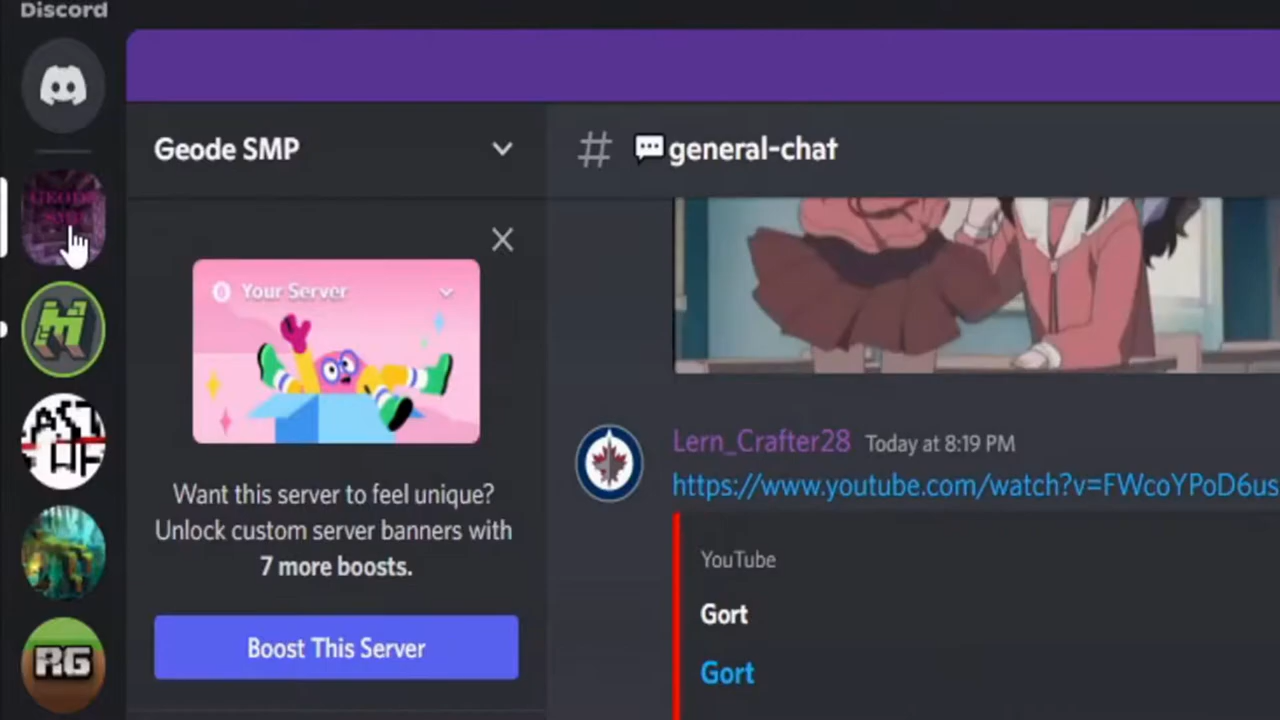 Discord
Geode SMP
general-chat
GEODE
SMP
Your Server
Want this server to feel unique?
Unlock custom server banners with
7 more boosts.
Boost This Server
RG
Lern_Crafter28 Today at 8:19 PM
https://www.youtube.com/watch?v=FWcoYPoD6us
YouTube
Gort
Gort